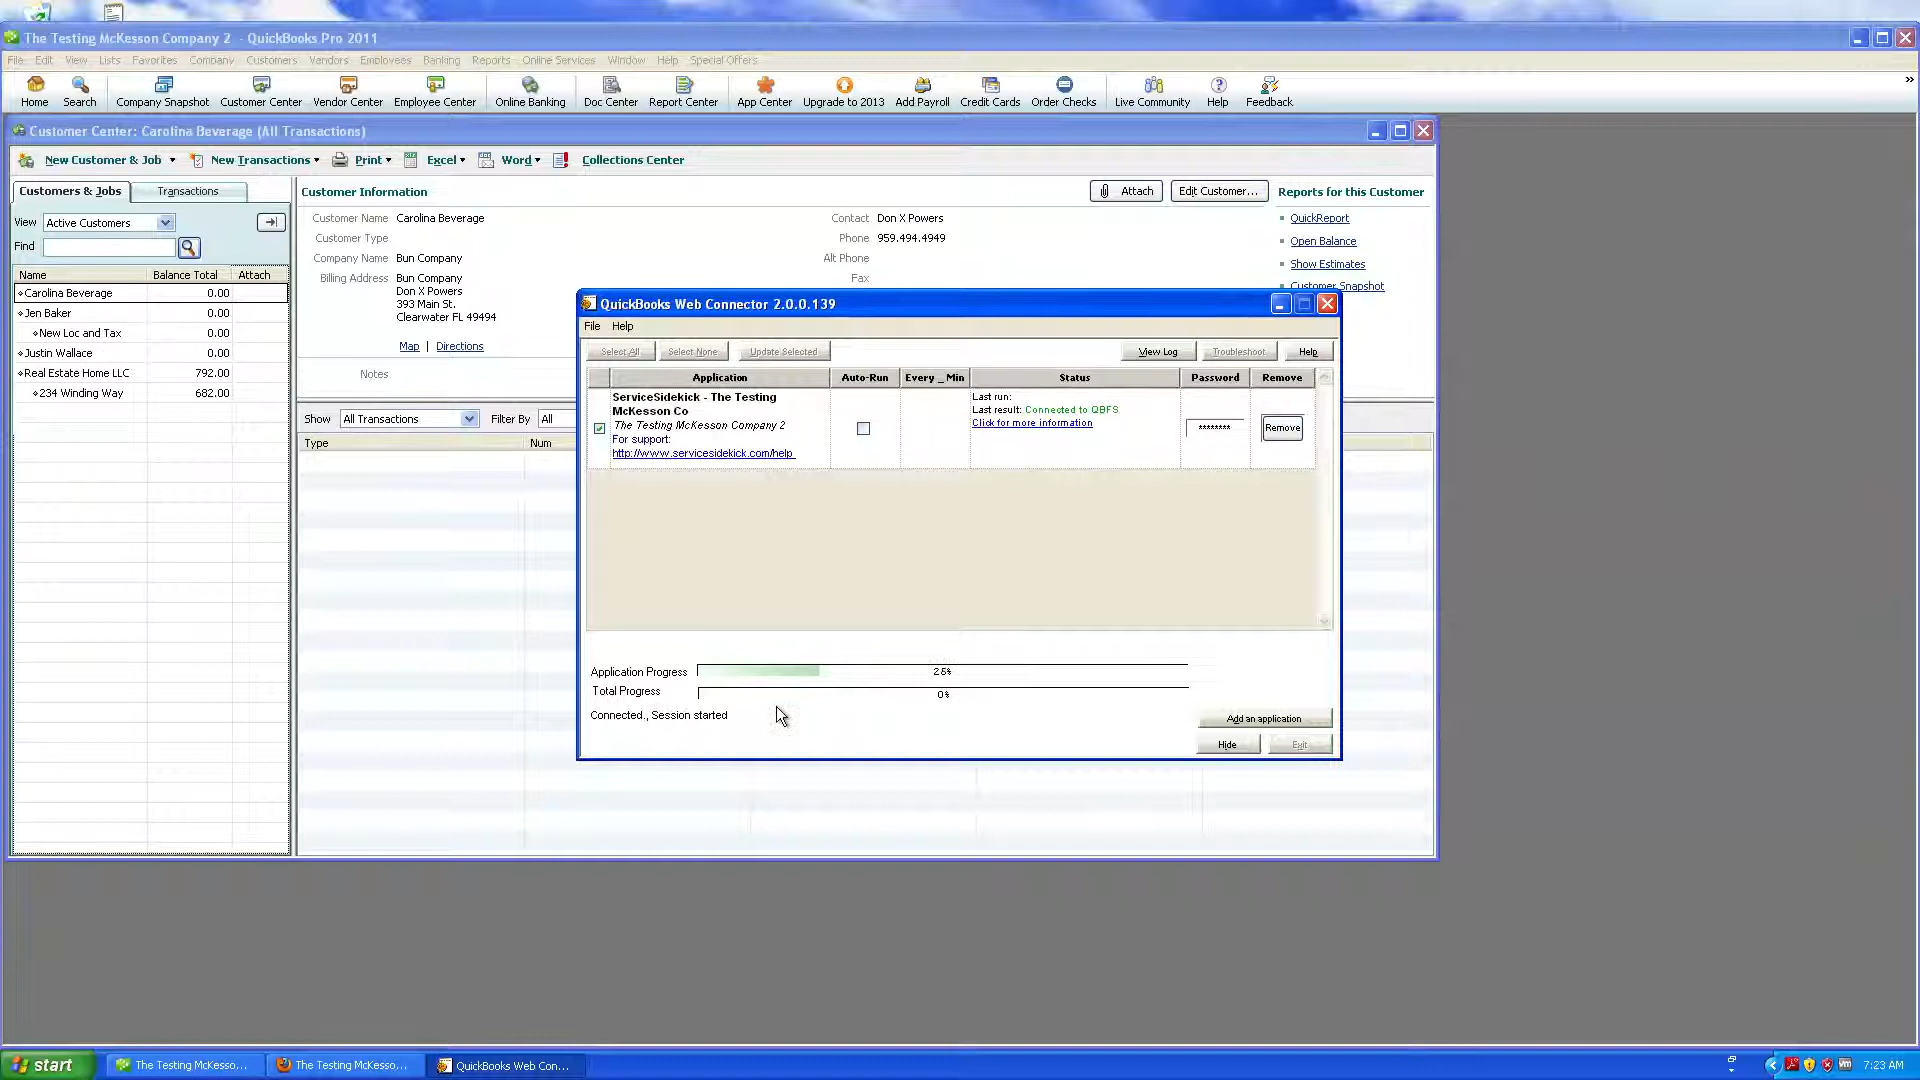 The Testing McKesson Company 2 - QuickBooks Pro 2011
File Edit View Lists Favorites Company Customers Vendors Employees Banking Reports Online Services Window Help Special Offers
Home Search Company Snapshot Customer Center Vendor Center Employee Center Online Banking Doc Center Report Center App Center Upgrade to 2013 Add Payroll Credit Cards Order Checks Live Community Help Feedback
Customer Center: Carolina Beverage (All Transactions)
New Customer & Job New Transactions Print Excel Word Collections Center
Customers & Jobs Transactions
View Active Customers
Find
Name Balance Total Attach
Carolina Beverage 0.00
Jen Baker 0.00
New Loc and Tax 0.00
Justin Wallace 0.00
Real Estate Home LLC 792.00
234 Winding Way 682.00
Customer Information Attach Edit Customer...
Customer Name Carolina Beverage
Customer Type
Company Name Bun Company
Billing Address Bun Company
Don X Powers
393 Main St.
Clearwater FL 49494
Map | Directions
Notes
Contact Don X Powers
Phone 959.494.4949
Alt Phone
Fax
Reports for this Customer
QuickReport
Open Balance
Show Estimates
Customer Snapshot
Show All Transactions Filter By All
Type Num
QuickBooks Web Connector 2.0.0.139
File Help
Select All Select None Update Selected View Log Troubleshoot Help
Application Auto-Run Every _ Min Status Password Remove
ServiceSidekick - The Testing
McKesson Co
The Testing McKesson Company 2
For support:
http://www.servicesidekick.com/help
Last run:
Last result: Connected to QBFS
Click for more information
********
Remove
Application Progress 25%
Total Progress 0%
Connected., Session started
Add an application
Hide Exit
start The Testing McKesso... The Testing McKesso... QuickBooks Web Con... 7:23 AM